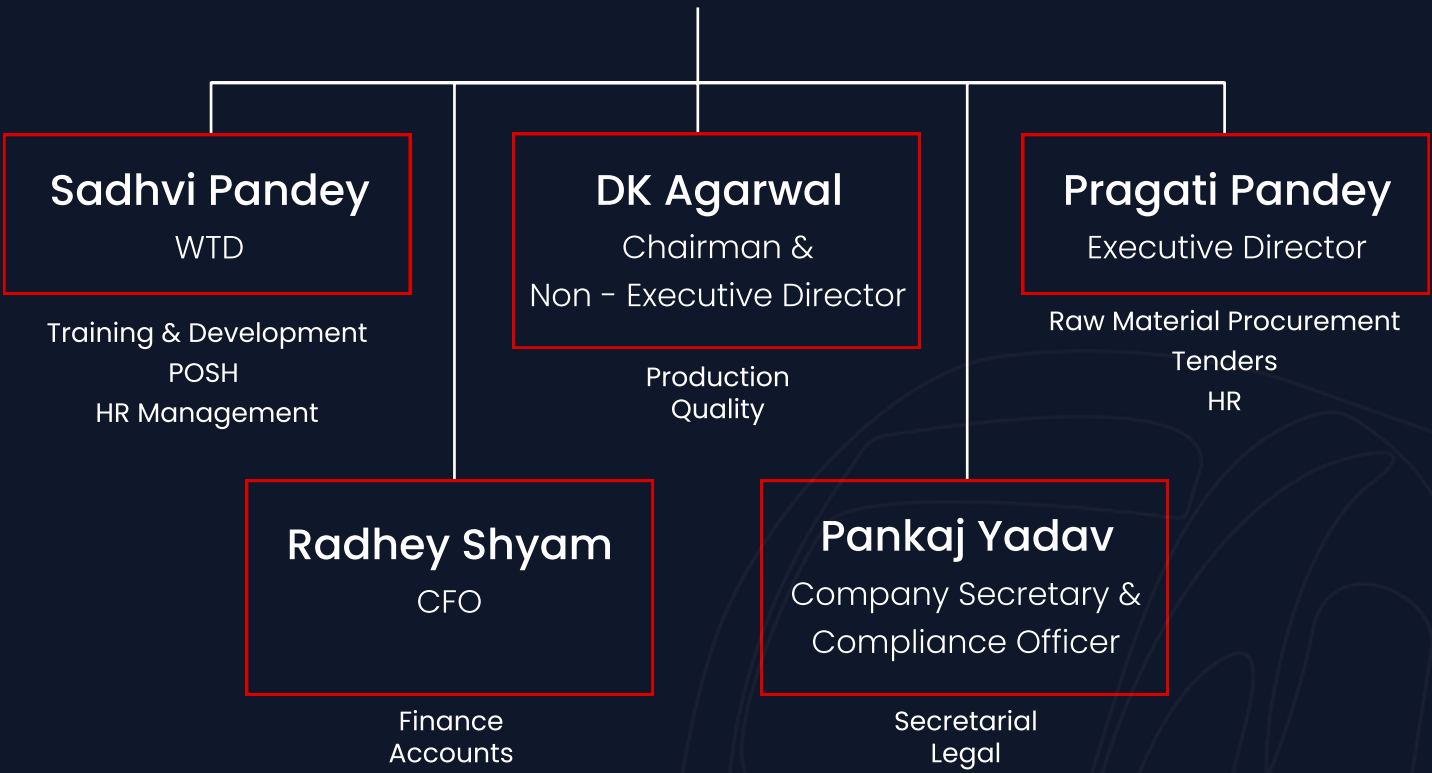 Sadhvi Pandey
WTD
Training & Development
POSH
HR Management
DK Agarwal
Chairman &
Non - Executive Director
Production
Quality
Pragati Pandey
Executive Director
Raw Material Procurement
Tenders
HR
Radhey Shyam
CFO
Finance
Accounts
Pankaj Yadav
Company Secretary &
Compliance Officer
Secretarial
Legal